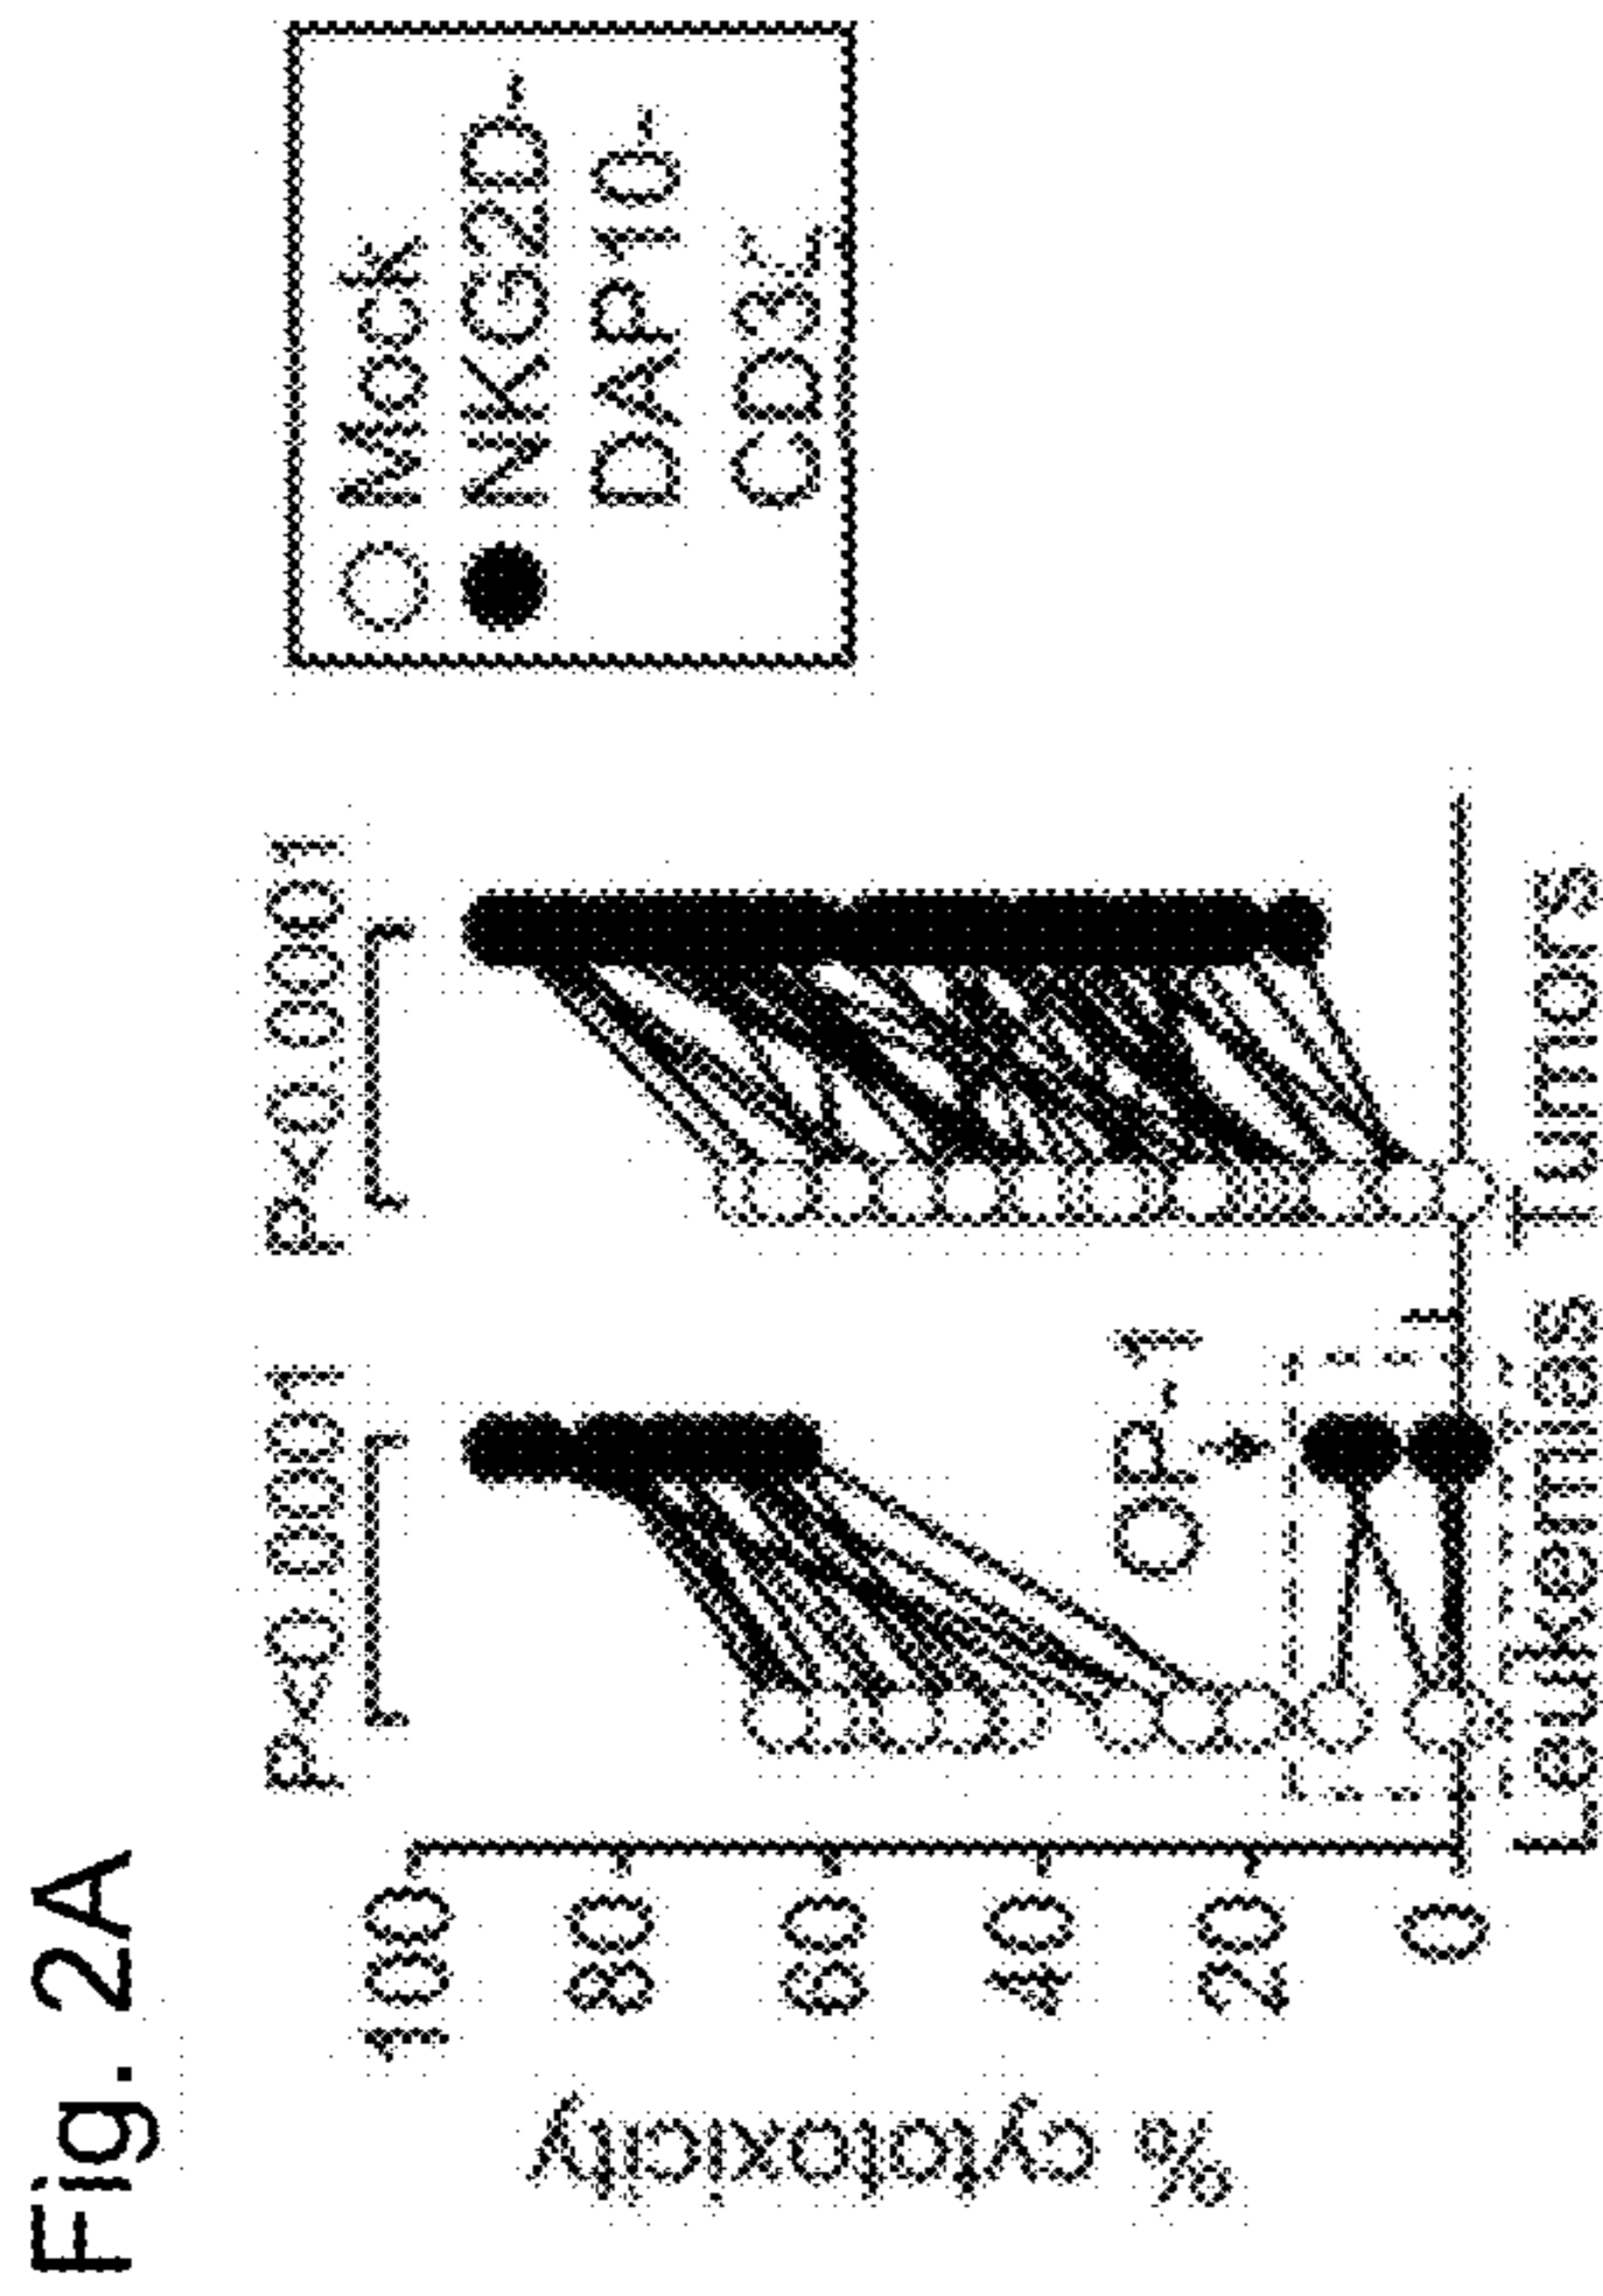 Fig. 2A
P<0.0001
P<0.0001
Mock
NKG2D-
DAP10-
CD3ζ
% cytotoxicity
100
80
60
40
20
0
OP-1
Leukemias
Tumors